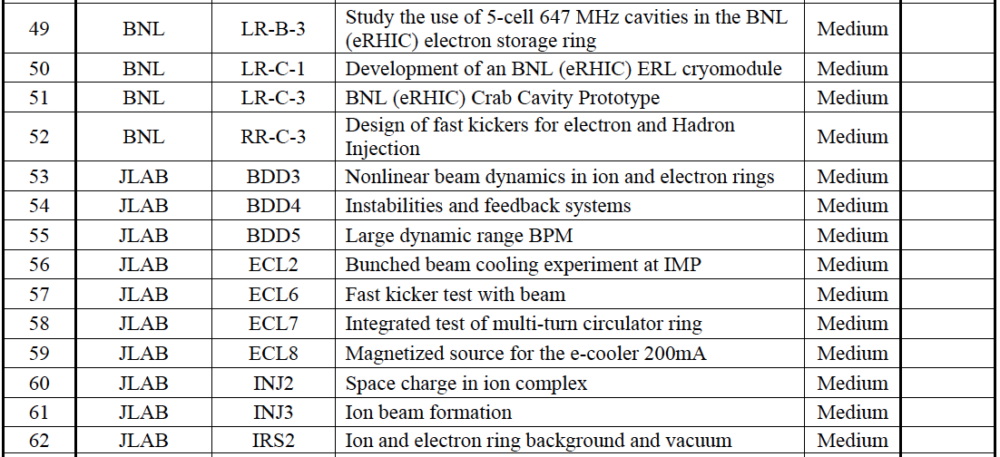 49 BNL LR-B-3 Study the use of 5-cell 647 MHz cavities in the BNL Medium
(eRHIC) electron storage ring
50 BNL LR-C-1 Development of an BNL (eRHIC) ERL cryomodule Medium
51 BNL LR-C-3 BNL (eRHIC) Crab Cavity Prototype Medium
52 BNL RR-C-3 Design of fast kickers for electron and Hadron Medium
Injection
53 JLAB BDD3 Nonlinear beam dynamics in ion and electron rings Medium
54 JLAB BDD4 Instabilities and feedback systems Medium
55 JLAB BDD5 Large dynamic range BPM Medium
56 JLAB ECL2 Bunched beam cooling experiment at IMP Medium
57 JLAB ECL6 Fast kicker test with beam Medium
58 JLAB ECL7 Integrated test of multi-turn circulator ring Medium
59 JLAB ECL8 Magnetized source for the e-cooler 200mA Medium
60 JLAB INJ2 Space charge in ion complex Medium
61 JLAB INJ3 Ion beam formation Medium
62 JLAB IRS2 Ion and electron ring background and vacuum Medium